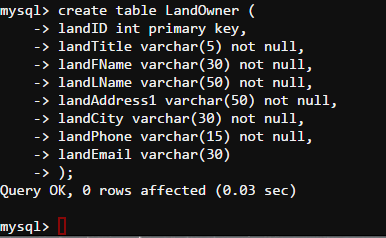 mysql> create table LandOwner (
    -> landID int primary key,
    -> landTitle varchar(5) not null,
    -> landFName varchar(30) not null,
    -> landLName varchar(50) not null,
    -> landAddress1 varchar(50) not null,
    -> landCity varchar(30) not null,
    -> landPhone varchar(15) not null,
    -> landEmail varchar(30)
    -> );
Query OK, 0 rows affected (0.03 sec)
mysql>